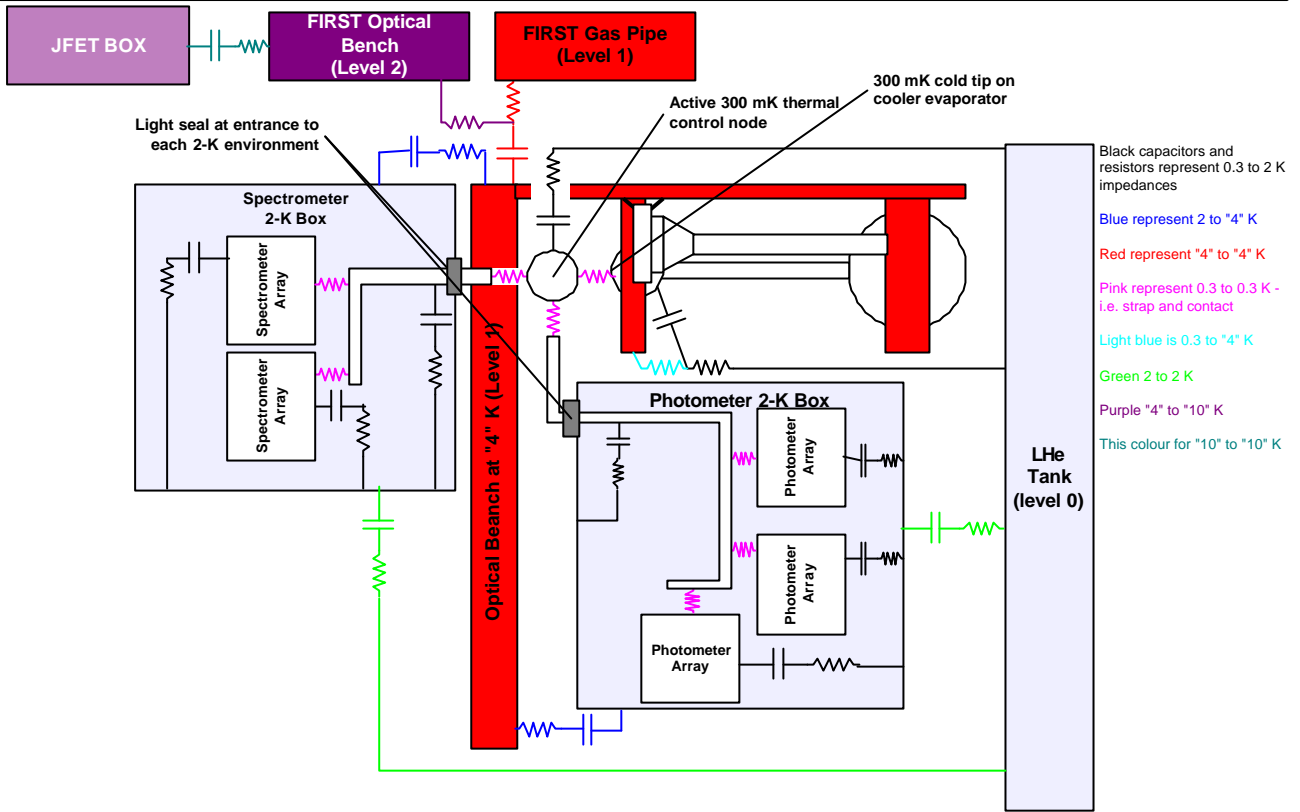 JFET BOX
FIRST Optical
Bench
(Level 2)
FIRST Gas Pipe
(Level 1)
300 mK cold tip on
cooler evaporator
Active 300 mK thermal
control node
Light seal at entrance to
each 2-K environment
Spectrometer
2-K Box
Spectrometer
Array
Spectrometer
Array
Optical Beanch at "4" K (Level 1)
Photometer 2-K Box
Photometer
Array
Photometer
Array
Photometer
Array
LHe
Tank
(level 0)
Black capacitors and
resistors represent 0.3 to 2 K
impedances
Blue represent 2 to "4" K
Red represent "4" to "4" K
Pink represent 0.3 to 0.3 K -
i.e. strap and contact
Light blue is 0.3 to "4" K
Green 2 to 2 K
Purple "4" to "10" K
This colour for "10" to "10" K